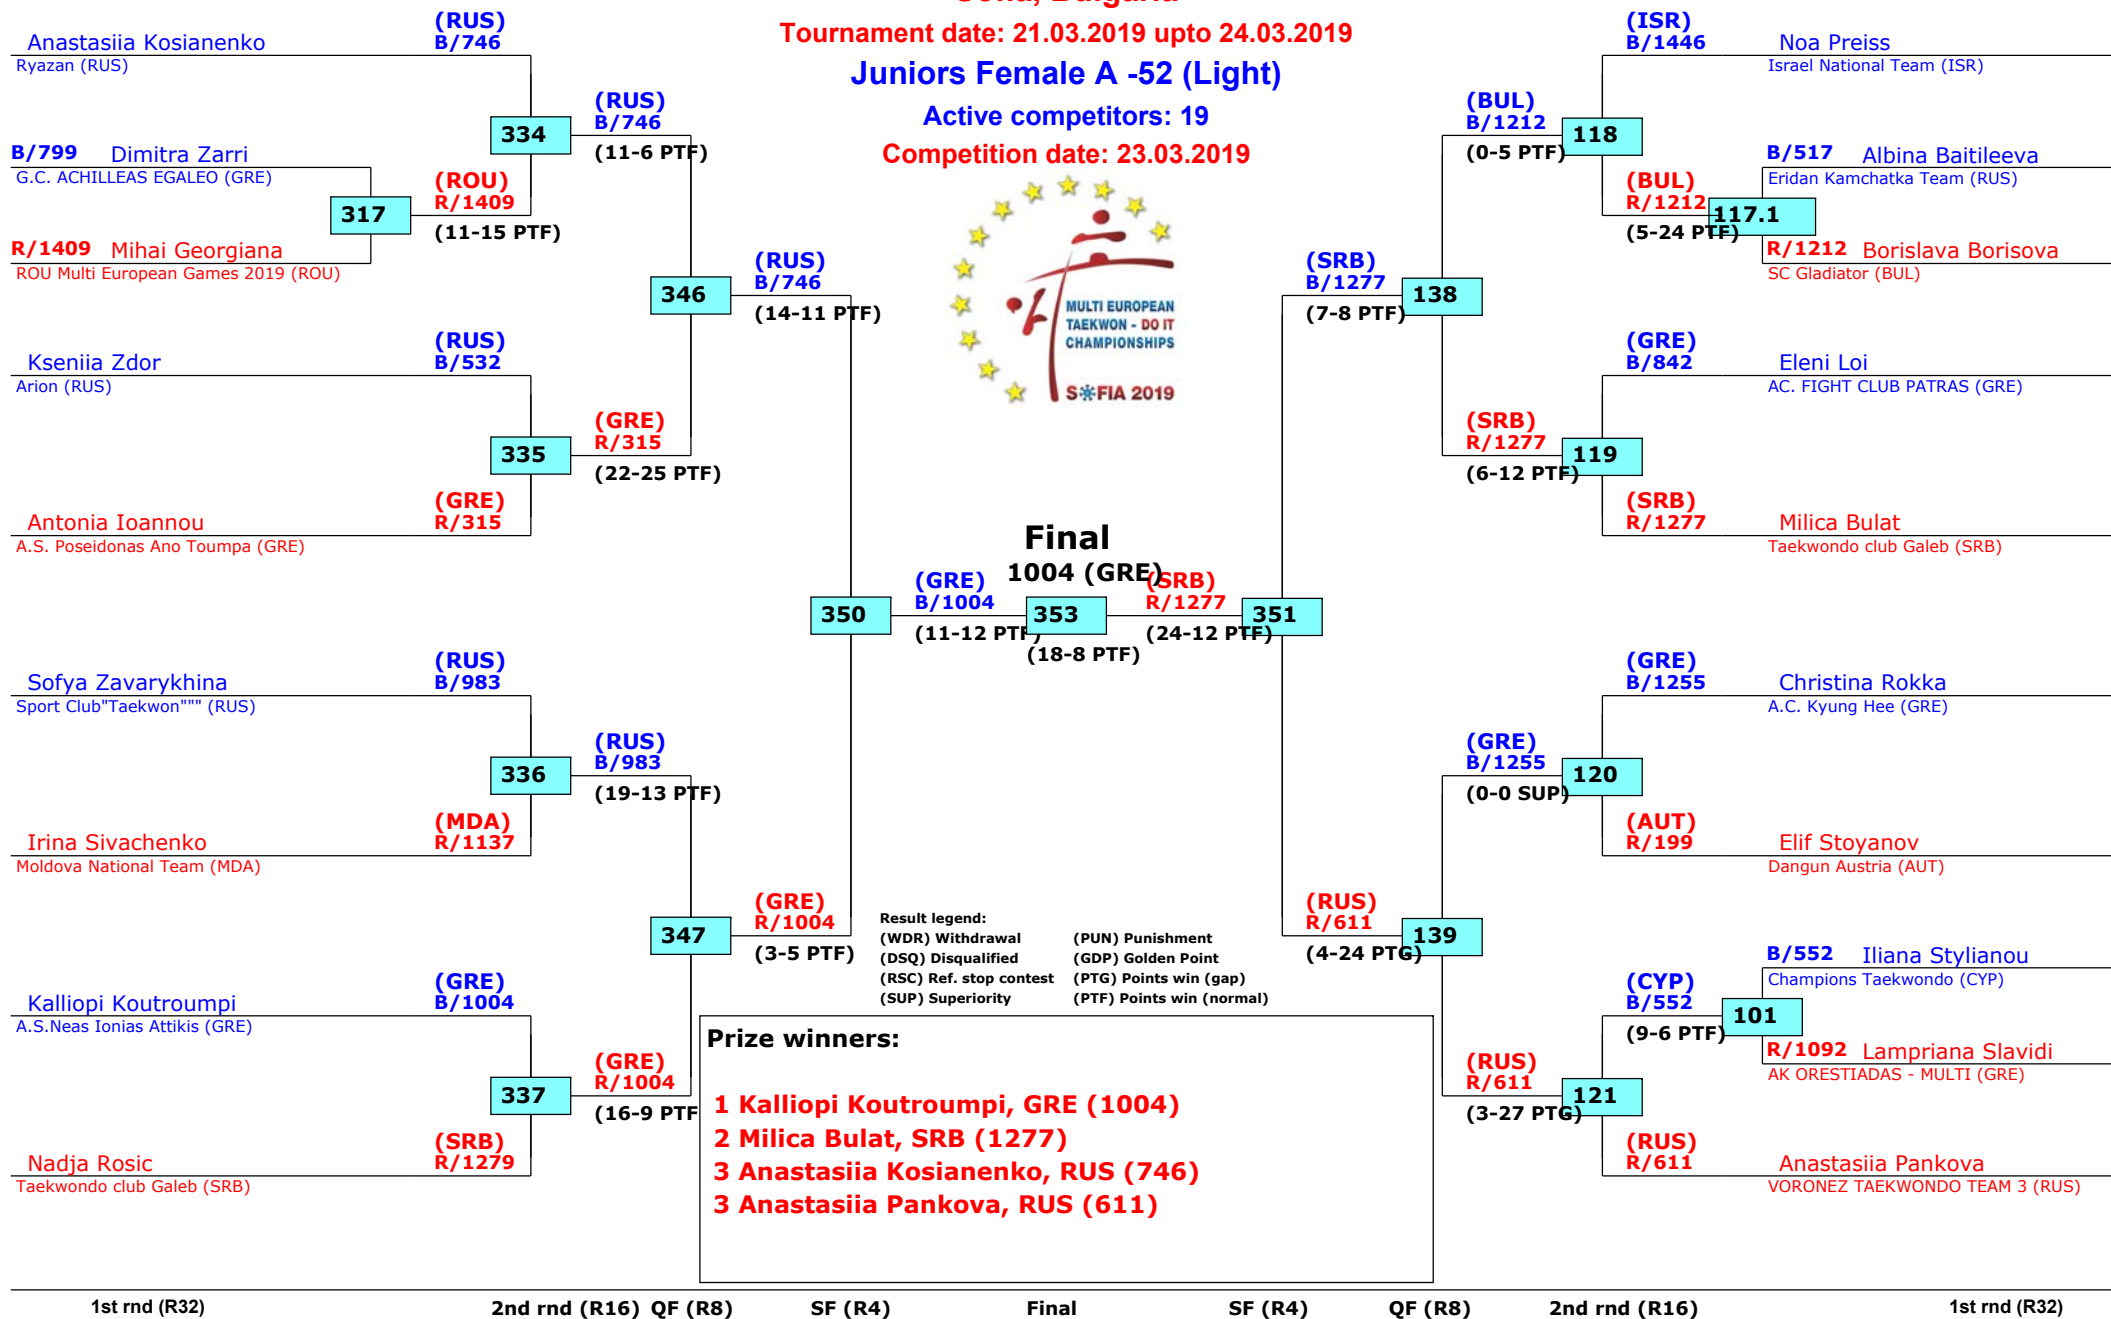 Sofia, Bulgaria
Tournament date: 21.03.2019 upto 24.03.2019
Juniors Female A -52 (Light)
Active competitors: 19
Competition date: 23.03.2019
MULTI EUROPEAN
TAEKWON - DO IT
CHAMPIONSHIPS
SOFIA 2019
(RUS)
Anastasiia Kosianenko B/746
Ryazan (RUS)
334
(RUS)
B/746
(11-6 PTF)
B/799 Dimitra Zarri
G.C. ACHILLEAS EGALEO (GRE)
317
(ROU)
R/1409
(11-15 PTF)
R/1409 Mihai Georgiana
ROU Multi European Games 2019 (ROU)
346
(RUS)
B/746
(14-11 PTF)
(RUS)
Kseniia Zdor B/532
Arion (RUS)
335
(GRE)
R/315
(22-25 PTF)
(GRE)
Antonia Ioannou R/315
A.S. Poseidonas Ano Toumpa (GRE)
350
(GRE)
B/1004
(11-12 PTF)
Final
1004 (GRE)
353
(18-8 PTF)
(SRB)
R/1277
(24-12 PTF)
351
(RUS)
Sofya Zavarykhina B/983
Sport Club"Taekwon""" (RUS)
336
(RUS)
B/983
(19-13 PTF)
(MDA)
Irina Sivachenko R/1137
Moldova National Team (MDA)
347
(GRE)
R/1004
(3-5 PTF)
(GRE)
Kalliopi Koutroumpi B/1004
A.S.Neas Ionias Attikis (GRE)
337
(GRE)
R/1004
(16-9 PTF
(SRB)
Nadja Rosic R/1279
Taekwondo club Galeb (SRB)
(ISR)
B/1446 Noa Preiss
Israel National Team (ISR)
(BUL)
B/1212
(0-5 PTF)
118
B/517 Albina Baitileeva
Eridan Kamchatka Team (RUS)
(BUL)
R/1212
(5-24 PTF)
117.1
R/1212 Borislava Borisova
SC Gladiator (BUL)
(SRB)
B/1277
(7-8 PTF)
138
(GRE)
B/842 Eleni Loi
AC. FIGHT CLUB PATRAS (GRE)
(SRB)
R/1277
(6-12 PTF)
119
(SRB)
R/1277 Milica Bulat
Taekwondo club Galeb (SRB)
(GRE)
B/1255 Christina Rokka
A.C. Kyung Hee (GRE)
(GRE)
B/1255
(0-0 SUP)
120
(AUT)
R/199 Elif Stoyanov
Dangun Austria (AUT)
(RUS)
R/611
(4-24 PTG)
139
B/552 Iliana Stylianou
Champions Taekwondo (CYP)
(CYP)
B/552
(9-6 PTF)
101
R/1092 Lampriana Slavidi
AK ORESTIADAS - MULTI (GRE)
(RUS)
R/611
(3-27 PTG)
121
(RUS)
R/611 Anastasiia Pankova
VORONEZ TAEKWONDO TEAM 3 (RUS)
Result legend:
(WDR) Withdrawal (PUN) Punishment
(DSQ) Disqualified (GDP) Golden Point
(RSC) Ref. stop contest (PTG) Points win (gap)
(SUP) Superiority (PTF) Points win (normal)
Prize winners:
1 Kalliopi Koutroumpi, GRE (1004)
2 Milica Bulat, SRB (1277)
3 Anastasiia Kosianenko, RUS (746)
3 Anastasiia Pankova, RUS (611)
1st rnd (R32) 2nd rnd (R16) QF (R8) SF (R4) Final SF (R4) QF (R8) 2nd rnd (R16) 1st rnd (R32)